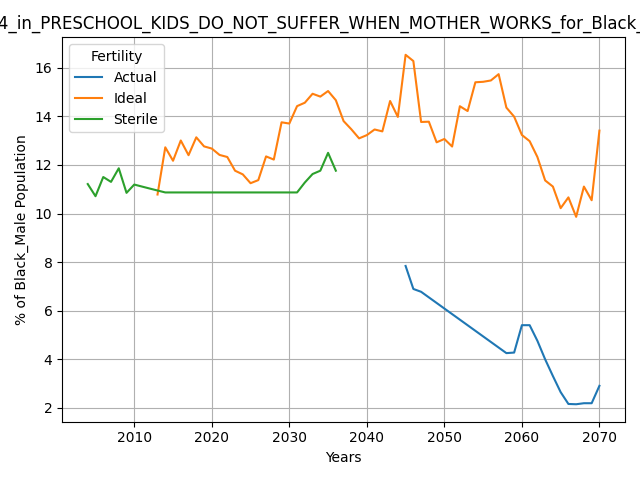 4_in_PRESCHOOL_KIDS_DO_NOT_SUFFER_WHEN_MOTHER_WORKS_for_Black_
Fertility
Actual
Ideal
Sterile
% of Black_Male Population
16
14
12
10
8
6
4
2
2010 2020 2030 2040 2050 2060 2070
Years